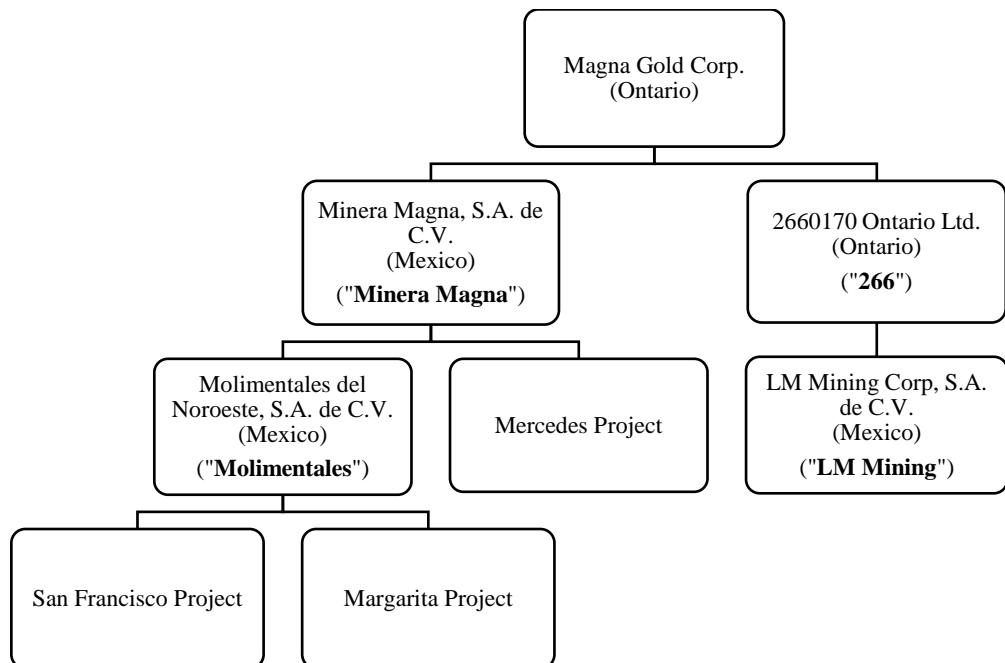 Magna Gold Corp.
(Ontario)
Minera Magna, S.A. de
C.V.
(Mexico)
("Minera Magna")
2660170 Ontario Ltd.
(Ontario)
("266")
Molimentales del
Noroeste, S.A. de C.V.
(Mexico)
("Molimentales")
Mercedes Project
LM Mining Corp, S.A.
de C.V.
(Mexico)
("LM Mining")
San Francisco Project
Margarita Project